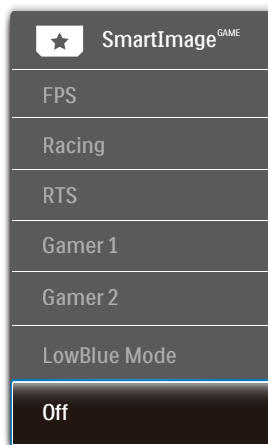 SmartImage GAME
FPS
Racing
RTS
Gamer 1
Gamer 2
LowBlue Mode
Off